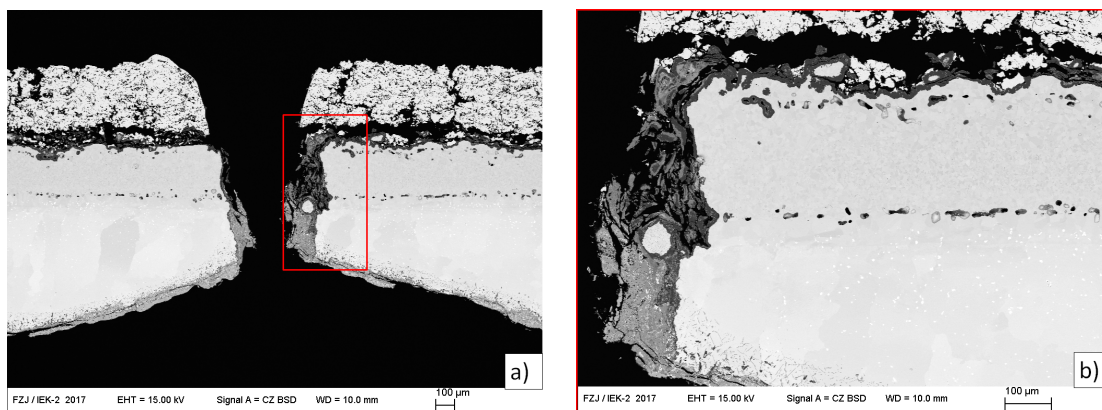 a)
100 µm
FZJ / IEK-2 2017 EHT = 15.00 kV Signal A = CZ BSD WD = 10.0 mm
b)
100 µm
FZJ / IEK-2 2017 EHT = 15.00 kV Signal A = CZ BSD WD = 10.0 mm